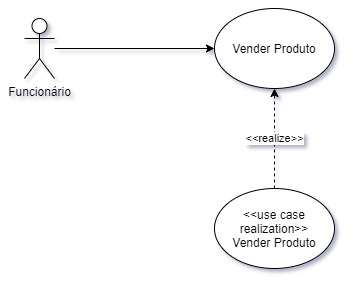 Vender Produto
Funcionário
<<realize>>
<<use case
realization>>
Vender Produto